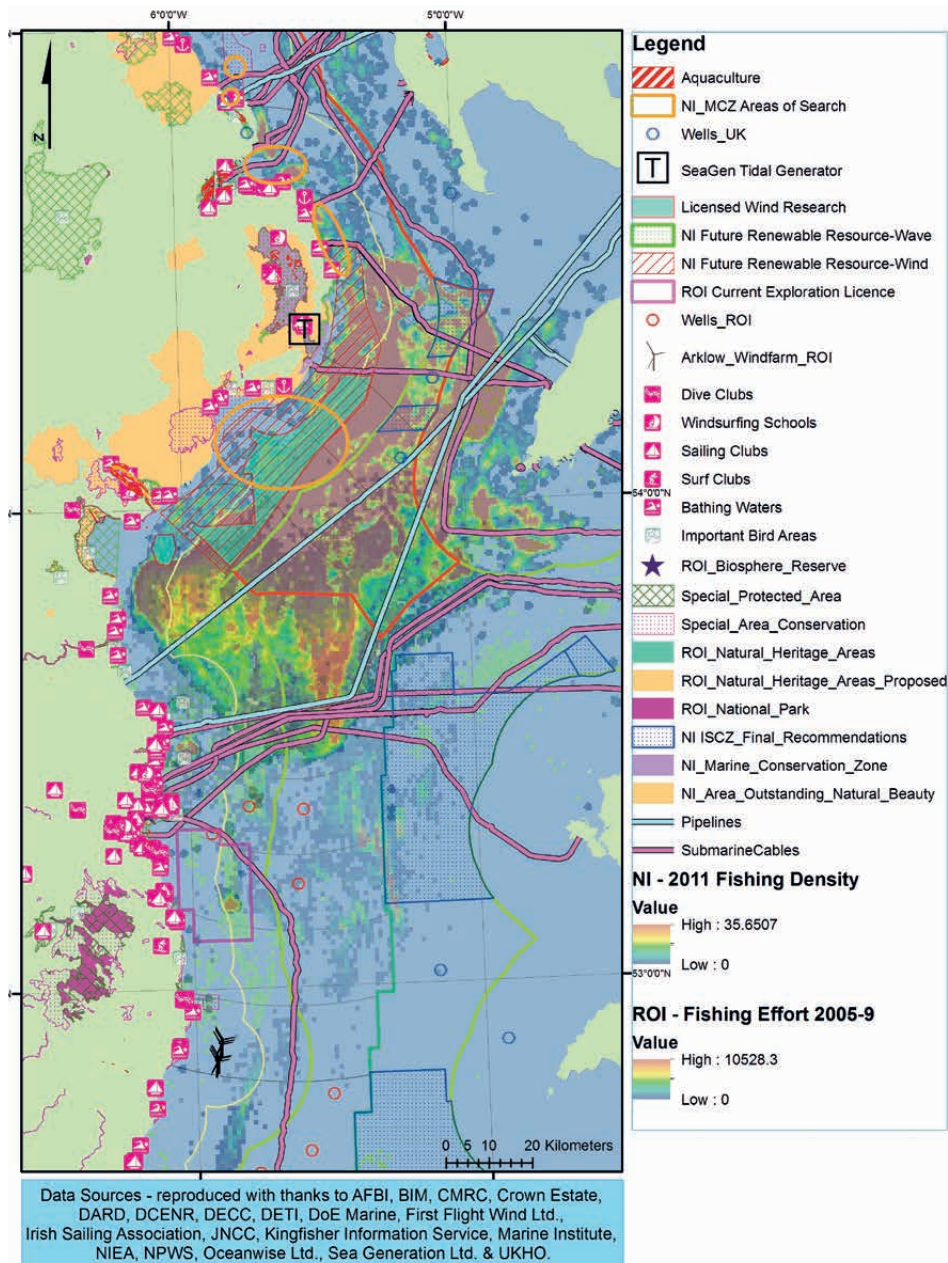 6°0'0"W
5°0'0"W
N
T
54°0'0"N
53°0'0"N
0 5 10 20 Kilometers
Legend
Aquaculture
NI_MCZ Areas of Search
Wells_UK
T
SeaGen Tidal Generator
Licensed Wind Research
NI Future Renewable Resource-Wave
NI Future Renewable Resource-Wind
ROI Current Exploration Licence
Wells_ROI
Arklow_Windfarm_ROI
Dive Clubs
Windsurfing Schools
Sailing Clubs
Surf Clubs
Bathing Waters
Important Bird Areas
ROI_Biosphere_Reserve
Special_Protected_Area
Special_Area_Conservation
ROI_Natural_Heritage_Areas
ROI_Natural_Heritage_Areas_Proposed
ROI_National_Park
NI ISCZ_Final_Recommendations
NI_Marine_Conservation_Zone
NI_Area_Outstanding_Natural_Beauty
Pipelines
SubmarineCables
NI - 2011 Fishing Density
Value
High : 35.6507
Low : 0
ROI - Fishing Effort 2005-9
Value
High : 10528.3
Low : 0
Data Sources - reproduced with thanks to AFBI, BIM, CMRC, Crown Estate,
DARD, DCENR, DECC, DETI, DoE Marine, First Flight Wind Ltd.,
Irish Sailing Association, JNCC, Kingfisher Information Service, Marine Institute,
NIEA, NPWS, Oceanwise Ltd., Sea Generation Ltd. & UKHO.